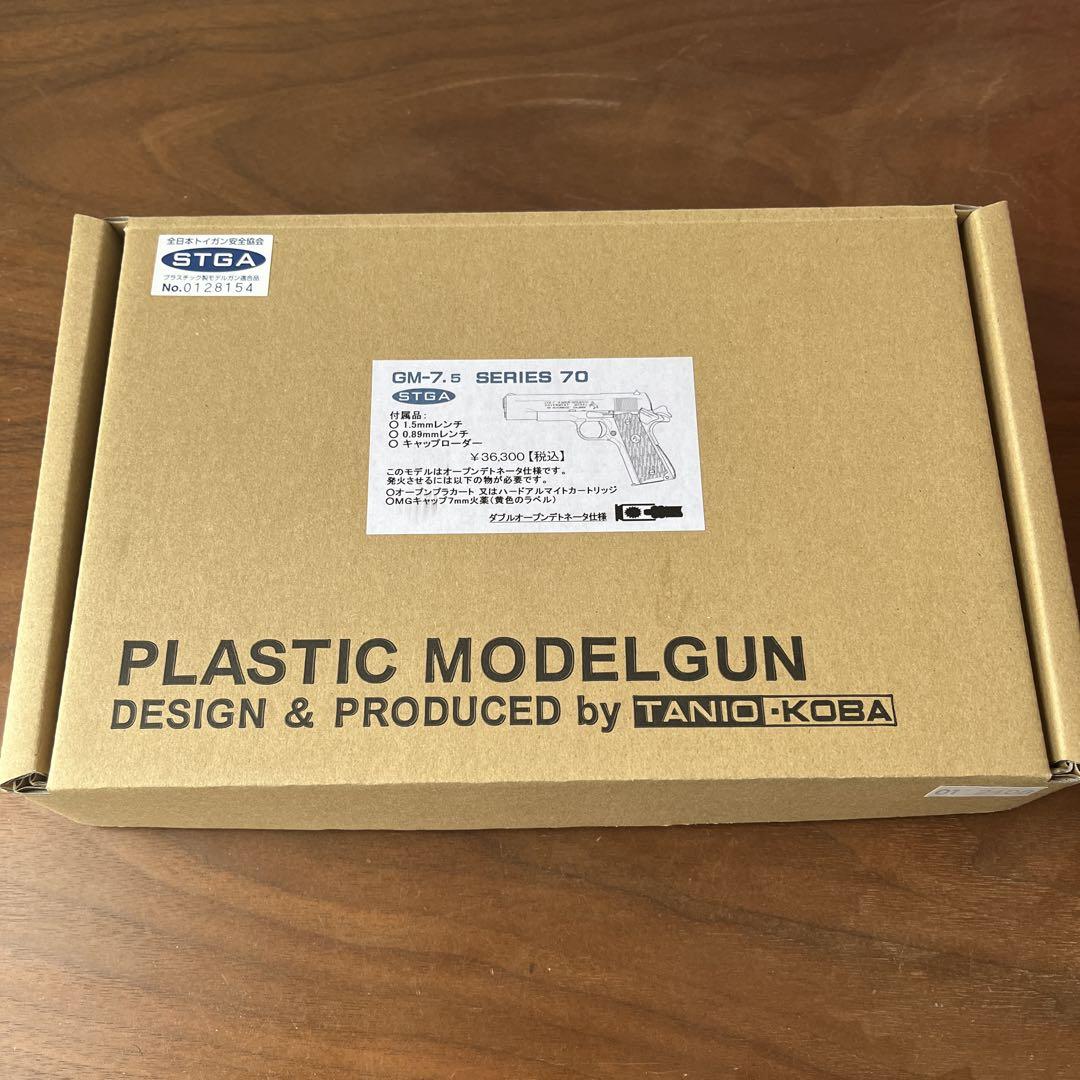 全日本トイガン安全協会
STGA
プラスチック製モデルガン適合品
No.0128154
GM-7.5 SERIES 70
STGA
付属品:
○ 1.5mmレンチ
○ 0.89mmレンチ
○ キャップローダー
￥36,300【税込】
このモデルはオープンデトネータ仕様です。
発火させるには以下の物が必要です。
○オープンプラカート 又はハードアルマイトカートリッジ
○MGキャップ7mm火薬(黄色のラベル)
ダブルオープンデトネータ仕様
PLASTIC MODELGUN
DESIGN & PRODUCED by TANIO-KOBA